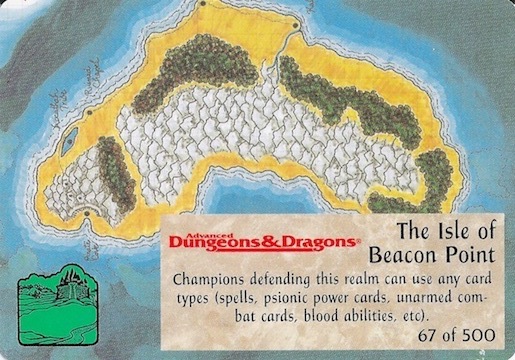 Advanced
Dungeons&Dragons®
The Isle of
Beacon Point
Champions defending this realm can use any card
types (spells, psionic power cards, unarmed com-
bat cards, blood abilities, etc).
67 of 500